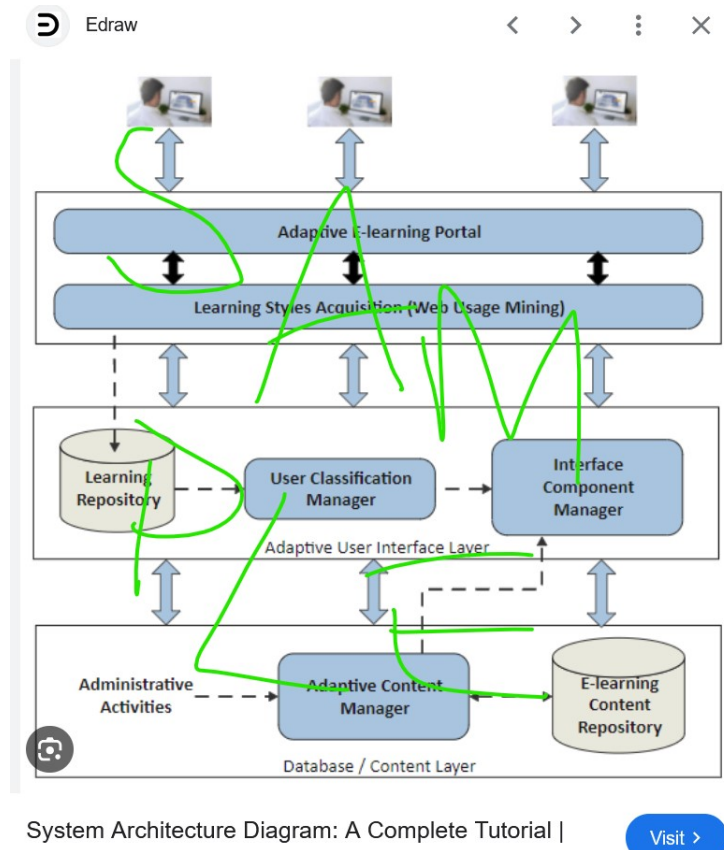 Edraw
Adaptive E-learning Portal
Learning Styles Acquisition (Web Usage Mining)
Learning
Repository
User Classification
Manager
Interface
Component
Manager
Adaptive User Interface Layer
Administrative
Activities
Adaptive Content
Manager
E-learning
Content
Repository
Database / Content Layer
SAM
PLE
System Architecture Diagram: A Complete Tutorial |
Visit